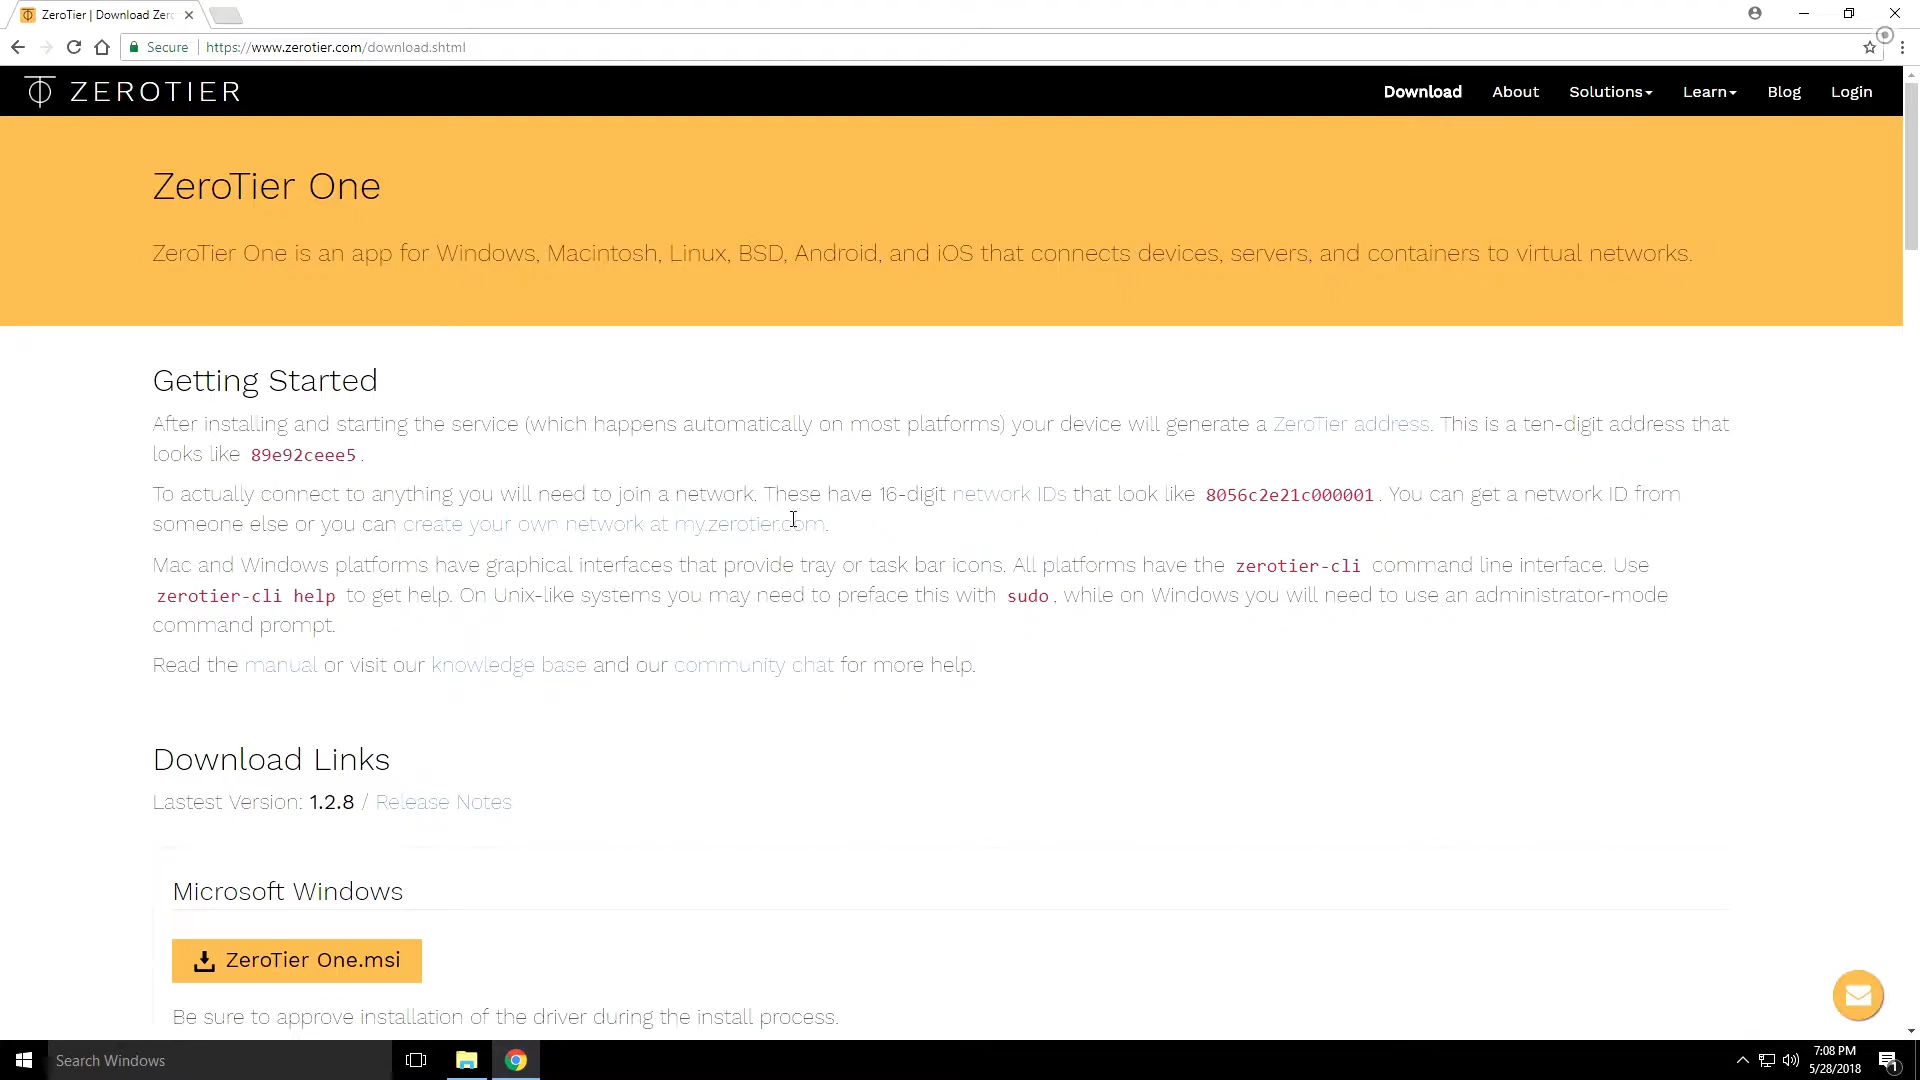 ZeroTier | Download Zero
Secure
https://www.zerotier.com/download.shtml
ZEROTIER
Download About Solutions Learn Blog Login
ZeroTier One
ZeroTier One is an app for Windows, Macintosh, Linux, BSD, Android, and iOS that connects devices, servers, and containers to virtual networks.
Getting Started
After installing and starting the service (which happens automatically on most platforms) your device will generate a ZeroTier address. This is a ten-digit address that
looks like 89e92ceee5.
To actually connect to anything you will need to join a network. These have 16-digit network IDs that look like 8056c2e21c000001. You can get a network ID from
someone else or you can create your own network at my.zerotier.com.
Mac and Windows platforms have graphical interfaces that provide tray or task bar icons. All platforms have the zerotier-cli command line interface. Use
zerotier-cli help to get help. On Unix-like systems you may need to preface this with sudo, while on Windows you will need to use an administrator-mode
command prompt.
Read the manual or visit our knowledge base and our community chat for more help.
Download Links
Lastest Version: 1.2.8 / Release Notes
Microsoft Windows
ZeroTier One.msi
Be sure to approve installation of the driver during the install process.
Search Windows
7:08 PM
5/28/2018
1